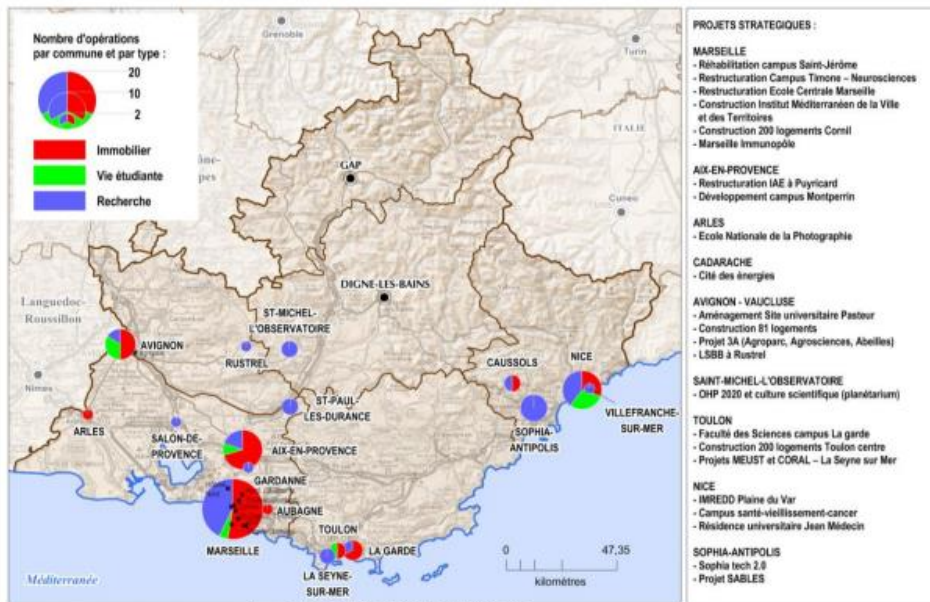 Nombre d'opérations
par commune et par type :
20
10
2
Immobilier
Vie étudiante
Recherche
Grenoble
Turin
ITALIE
Cuneo
GAP
DIGNE-LES-BAINS
Languedoc-
Roussillon
ST-MICHEL-
L'OBSERVATOIRE
AVIGNON
RUSTREL
CAUSSOLS
NICE
Nimes
ST-PAUL-
LES-DURANCE
VILLEFRANCHE-
SUR-MER
ARLES
SALON-DE-
PROVENCE
AIX-EN-PROVENCE
SOPHIA-
ANTIPOLIS
GARDANNE
AUBAGNE
MARSEILLE
TOULON
LA GARDE
LA SEYNE-
SUR-MER
0
47,35
kilomètres
Méditerranée
PROJETS STRATEGIQUES :
MARSEILLE
- Réhabilitation campus Saint-Jérôme
- Restructuration Campus Timone – Neurosciences
- Restructuration Ecole Centrale Marseille
- Construction Institut Méditerranéen de la Ville
et des Territoires
- Construction 200 logements Cornil
- Marseille Immunopôle
AIX-EN-PROVENCE
- Restructuration IAE à Puyricard
- Développement campus Montperrin
ARLES
- Ecole Nationale de la Photographie
CADARACHE
- Cité des énergies
AVIGNON - VAUCLUSE
- Aménagement Site universitaire Pasteur
- Construction 81 logements
- Projet 3A (Agroparc, Agrosciences, Abeilles)
- LSBB à Rustrel
SAINT-MICHEL-L'OBSERVATOIRE
- OHP 2020 et culture scientifique (planétarium)
TOULON
- Faculté des Sciences campus La garde
- Construction 200 logements Toulon centre
- Projets MEUST et CORAL – La Seyne sur Mer
NICE
- IMREDD Plaine du Var
- Campus santé-vieillissement-cancer
- Résidence universitaire Jean Médecin
SOPHIA-ANTIPOLIS
- Sophia tech 2.0
- Projet SABLES